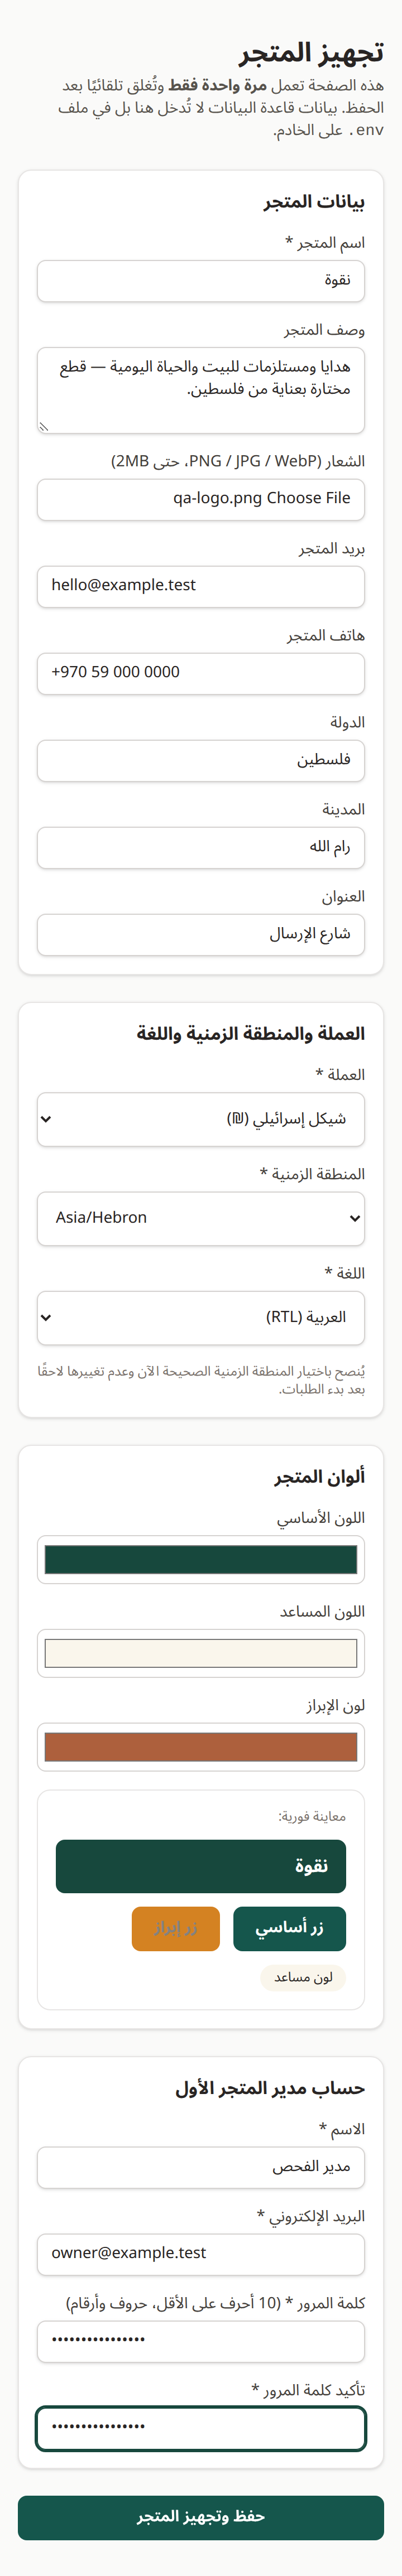 تجهيز المتجر
هذه الصفحة تعمل مرة واحدة فقط وتُغلق تلقائيًا بعد
الحفظ. بيانات قاعدة البيانات لا تُدخل هنا بل في ملف
.env على الخادم.
بيانات المتجر
اسم المتجر *
نقوة
وصف المتجر
هدايا ومستلزمات للبيت والحياة اليومية — قطع
مختارة بعناية من فلسطين.
الشعار (PNG / JPG / WebP، حتى 2MB)
Choose File qa-logo.png
بريد المتجر
hello@example.test
هاتف المتجر
+970 59 000 0000
الدولة
فلسطين
المدينة
رام الله
العنوان
شارع الإرسال
العملة والمنطقة الزمنية واللغة
العملة *
شيكل إسرائيلي (₪)
المنطقة الزمنية *
Asia/Hebron
اللغة *
العربية (RTL)
يُنصح باختيار المنطقة الزمنية الصحيحة الآن وعدم تغييرها لاحقًا
بعد بدء الطلبات.
ألوان المتجر
اللون الأساسي
اللون المساعد
لون الإبراز
معاينة فورية:
نقوة
زر أساسي
زر إبراز
لون مساعد
حساب مدير المتجر الأول
الاسم *
مدير الفحص
البريد الإلكتروني *
owner@example.test
كلمة المرور * (10 أحرف على الأقل، حروف وأرقام)
••••••••••••••••
تأكيد كلمة المرور *
••••••••••••••••
حفظ وتجهيز المتجر